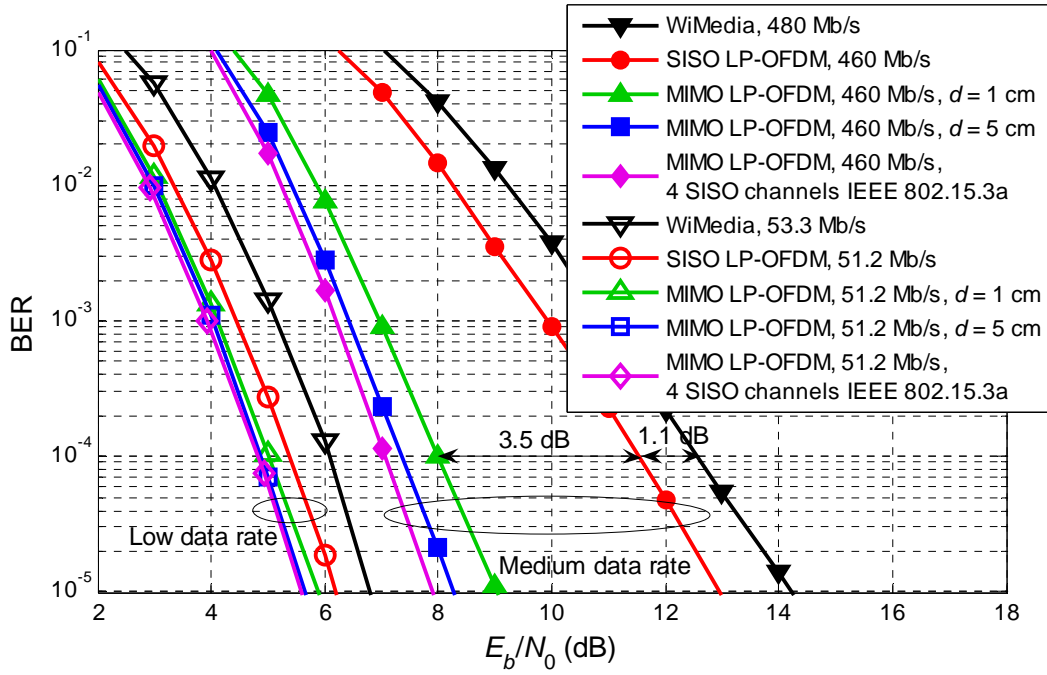 WiMedia, 480 Mb/s
SISO LP-OFDM, 460 Mb/s
MIMO LP-OFDM, 460 Mb/s, d = 1 cm
MIMO LP-OFDM, 460 Mb/s, d = 5 cm
MIMO LP-OFDM, 460 Mb/s,
4 SISO channels IEEE 802.15.3a
WiMedia, 53.3 Mb/s
SISO LP-OFDM, 51.2 Mb/s
MIMO LP-OFDM, 51.2 Mb/s, d = 1 cm
MIMO LP-OFDM, 51.2 Mb/s, d = 5 cm
MIMO LP-OFDM, 51.2 Mb/s,
4 SISO channels IEEE 802.15.3a
10^-1
10^-2
10^-3
10^-4
10^-5
BER
3.5 dB
1.1 dB
Low data rate
Medium data rate
2 4 6 8 10 12 14 16 18
E_b/N_0 (dB)